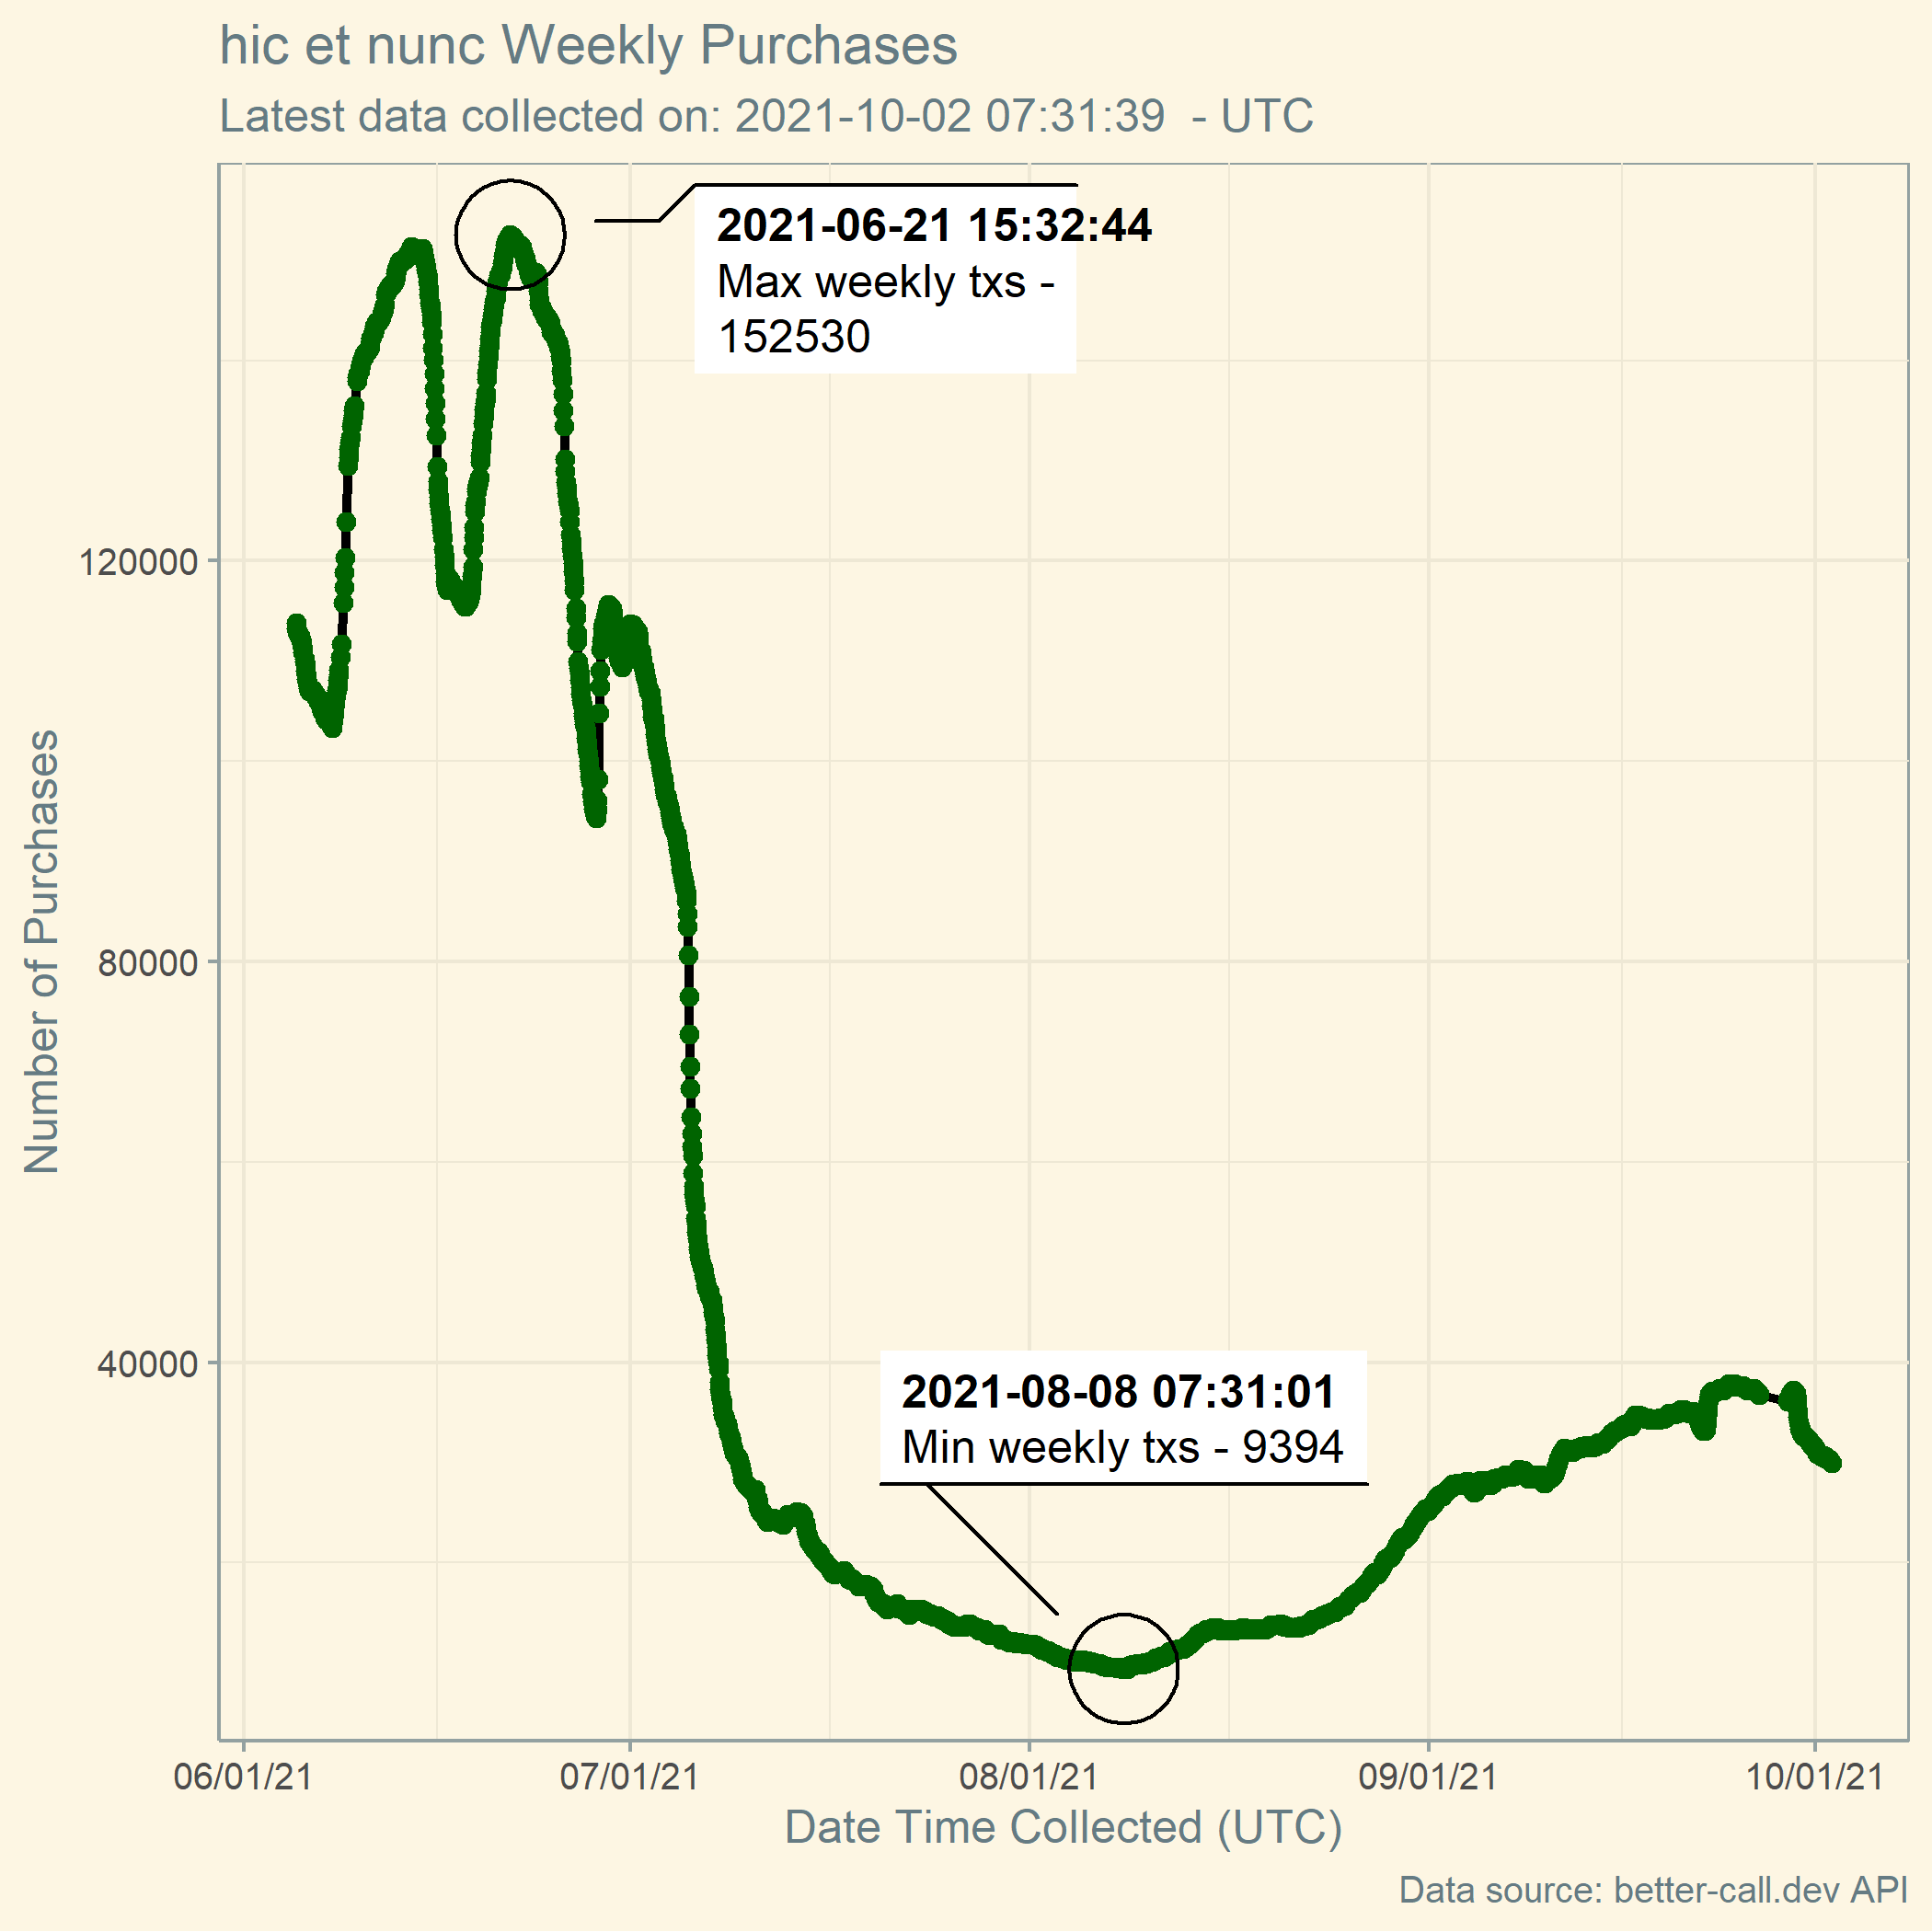 hic et nunc Weekly Purchases
Latest data collected on: 2021-10-02 07:31:39  - UTC
2021-06-21 15:32:44
Max weekly txs -
152530
120000
80000
40000
Number of Purchases
2021-08-08 07:31:01
Min weekly txs - 9394
06/01/21
07/01/21
08/01/21
09/01/21
10/01/21
Date Time Collected (UTC)
Data source: better-call.dev API